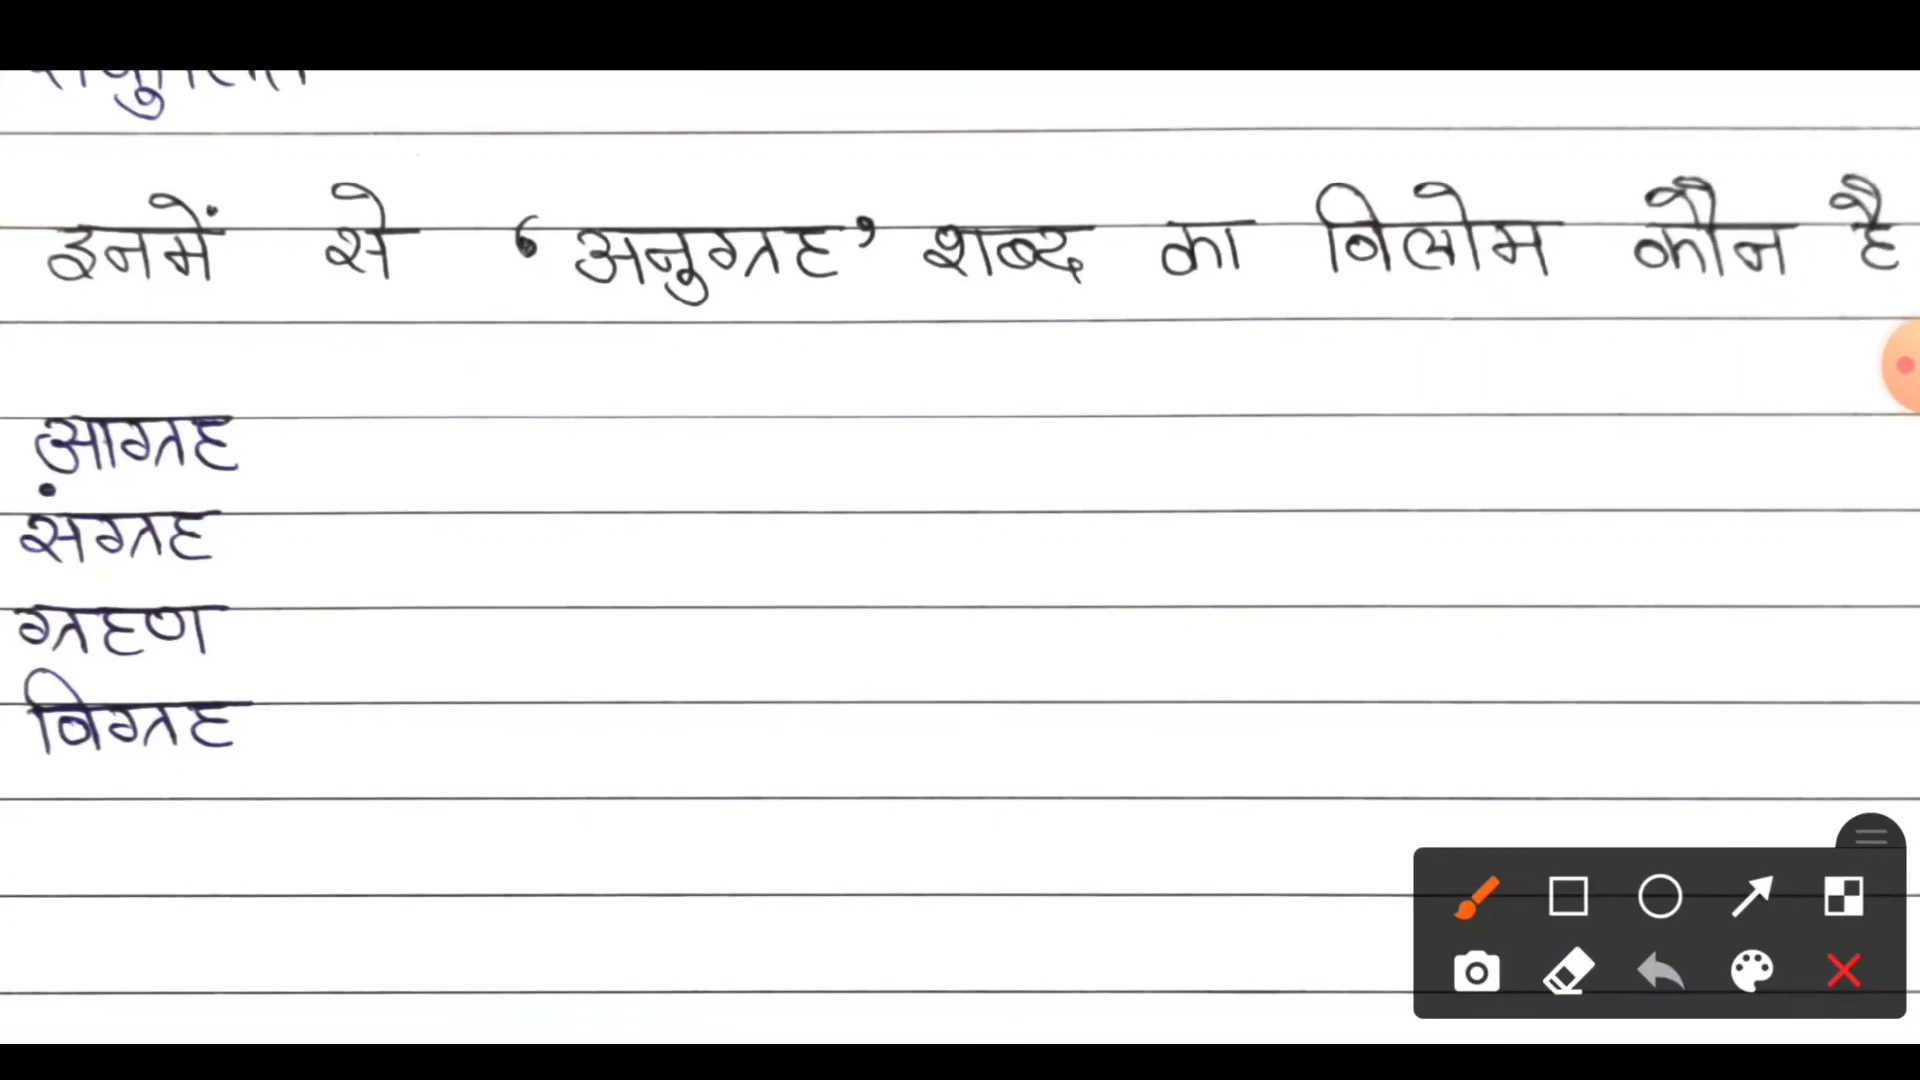 इनमें से ‘अनुग्रह’ शब्द का विलोम कौन है
आग्रह
संग्रह
ग्रहण
विग्रह